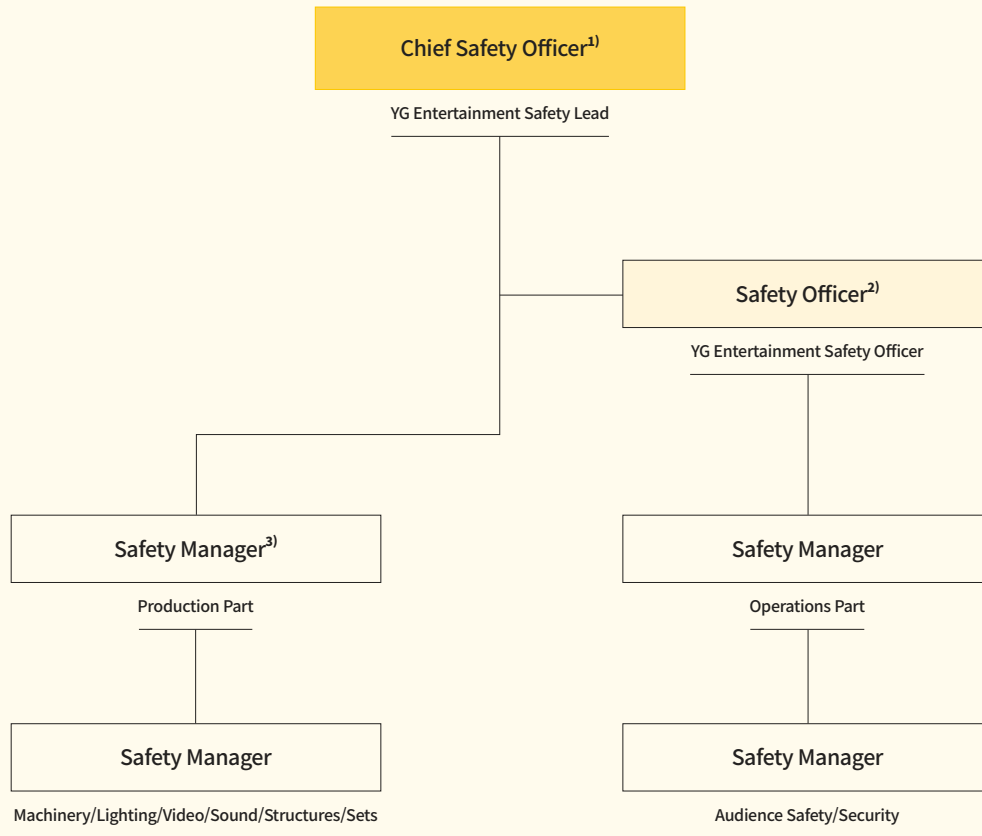 Chief Safety Officer1)
YG Entertainment Safety Lead
Safety Officer2)
YG Entertainment Safety Officer
Safety Manager3)
Safety Manager
Production Part
Operations Part
Safety Manager
Safety Manager
Machinery/Lighting/Video/Sound/Structures/Sets
Audience Safety/Security